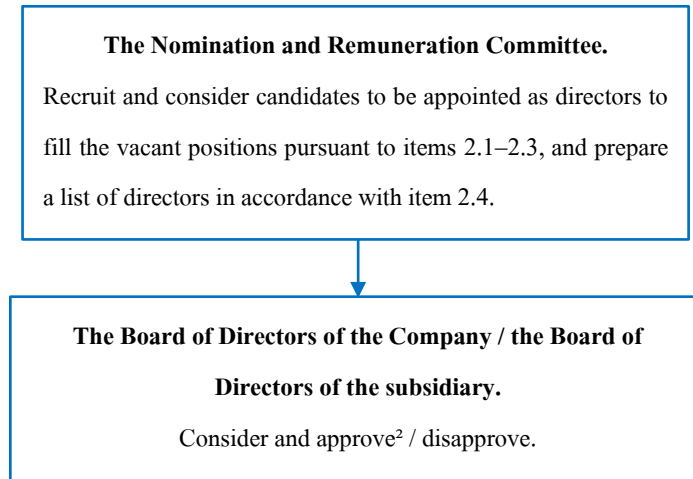 The Nomination and Remuneration Committee.
Recruit and consider candidates to be appointed as directors to
fill the vacant positions pursuant to items 2.1–2.3, and prepare
a list of directors in accordance with item 2.4.
The Board of Directors of the Company / the Board of
Directors of the subsidiary.
Consider and approve² / disapprove.